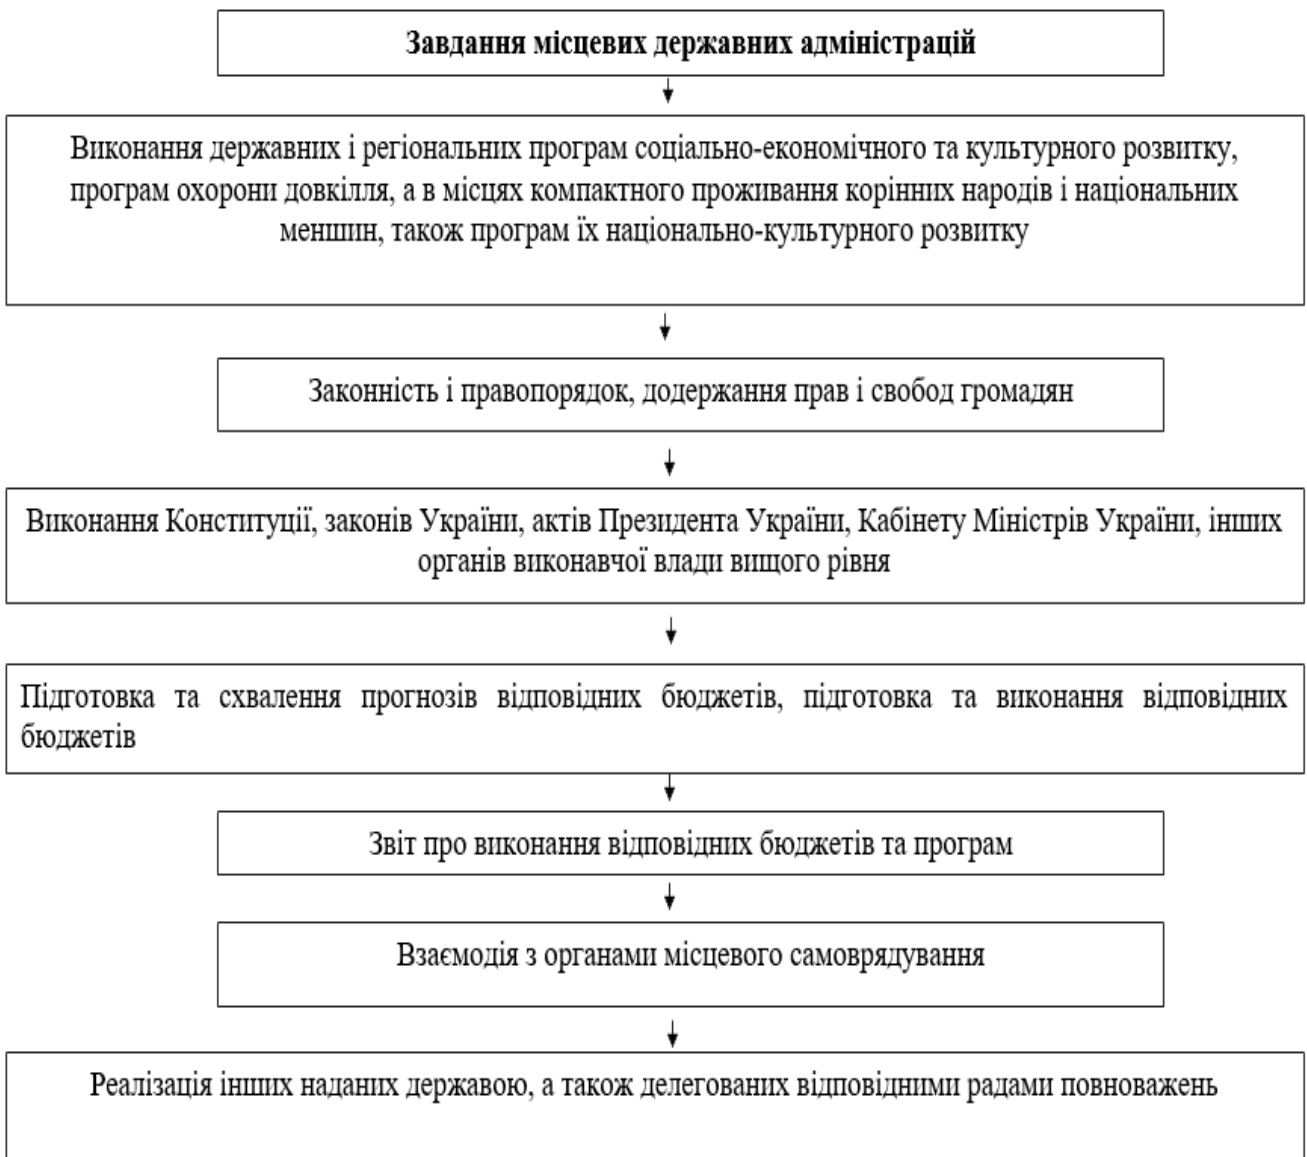 Завдання місцевих державних адміністрацій
Виконання державних і регіональних програм соціально-економічного та культурного розвитку,
програм охорони довкілля, а в місцях компактного проживання корінних народів і національних
меншин, також програм їх національно-культурного розвитку
Законність і правопорядок, додержання прав і свобод громадян
Виконання Конституції, законів України, актів Президента України, Кабінету Міністрів України, інших
органів виконавчої влади вищого рівня
Підготовка та схвалення прогнозів відповідних бюджетів, підготовка та виконання відповідних
бюджетів
Звіт про виконання відповідних бюджетів та програм
Взаємодія з органами місцевого самоврядування
Реалізація інших наданих державою, а також делегованих відповідними радами повноважень